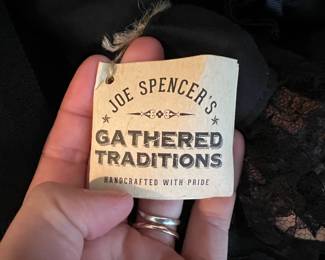 JOE SPENCER'S
GATHERED
TRADITIONS
HANDCRAFTED WITH PRIDE